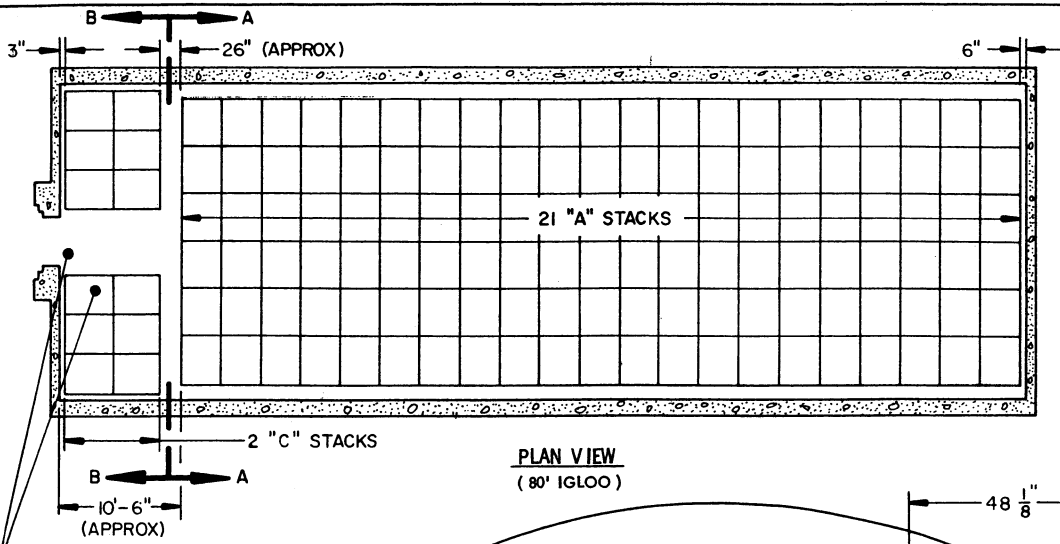 B A
3" 26" (APPROX) 6"
21 "A" STACKS
2 "C" STACKS
B A
PLAN VIEW
(80' IGLOO)
10'-6"
(APPROX)
48 1/8"